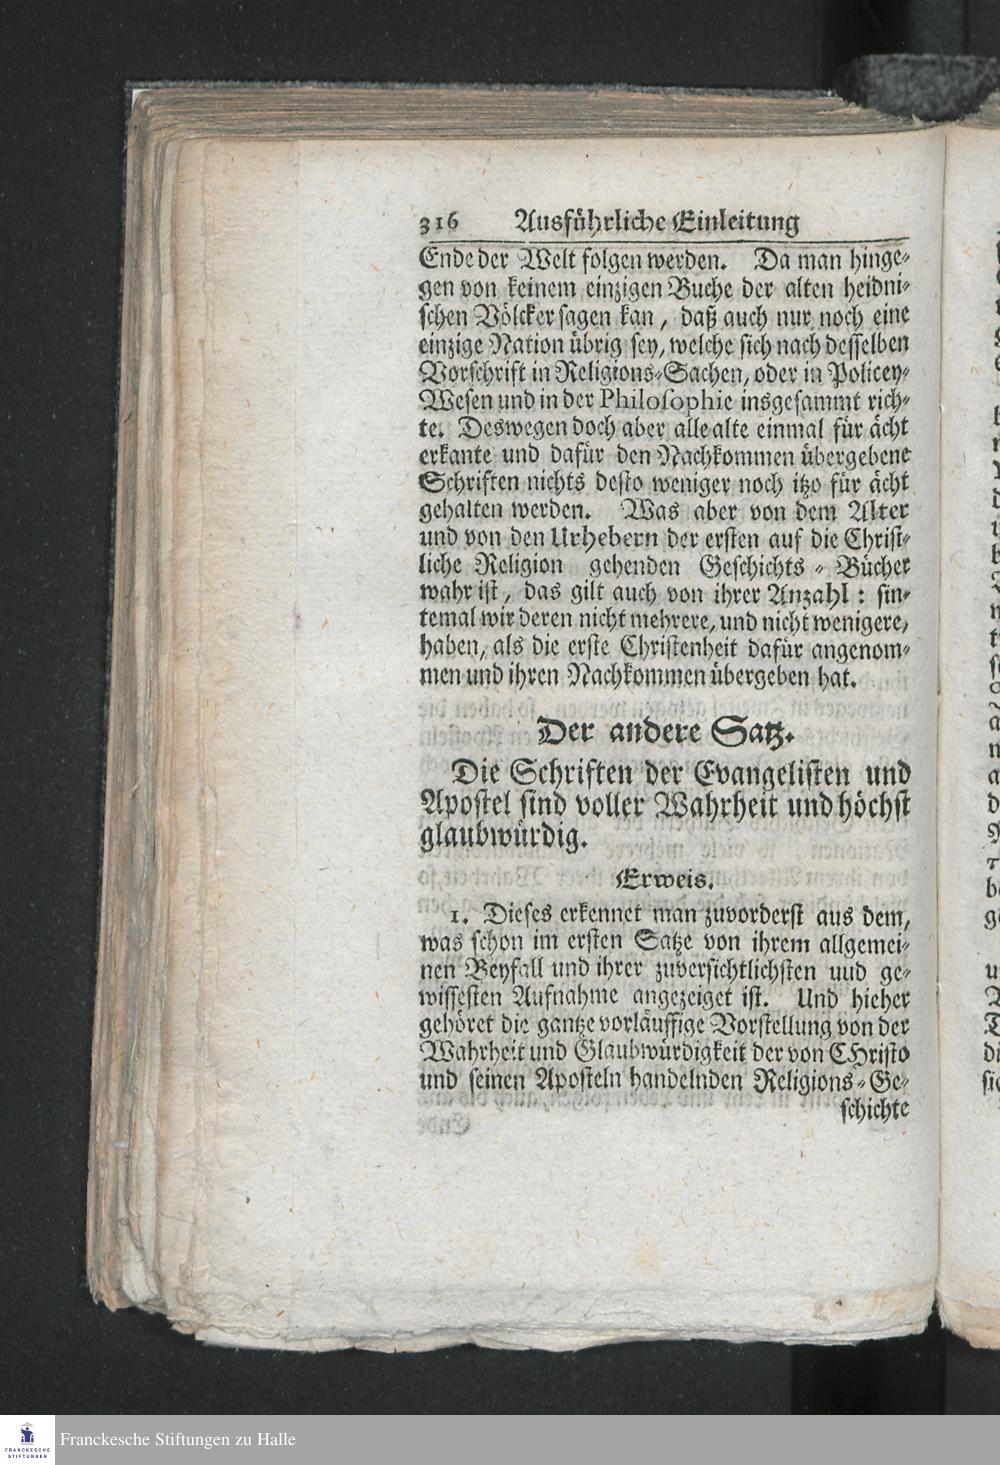 316 Ausführliche Einleitung
Ende der Welt folgen werden. Da man hinge-
gen von keinem einzigen Buche der alten heidni-
schen Völcker sagen kan, daß auch nur noch eine
einzige Nation übrig sey, welche sich nach desselben
Vorschrift in Religions-Sachen, oder in Policey-
Wesen und in der Philosophie insgesammt rich-
te. Deswegen doch aber alle alte einmal für ächt
erkante und dafür den Nachkommen übergebene
Schriften nichts desto weniger noch itzo für ächt
gehalten werden. Was aber von dem Alter
und von den Urhebern der ersten auf die Christ-
liche Religion gehenden Geschichts-Bücher
wahr ist, das gilt auch von ihrer Anzahl: sin-
temal wir deren nicht mehrere, und nicht wenigere,
haben, als die erste Christenheit dafür angenom-
men und ihren Nachkommen übergeben hat.
Der andere Satz.
Die Schriften der Evangelisten und
Apostel sind voller Wahrheit und höchst
glaubwürdig.
Erweis.
1. Dieses erkennet man zuvorderst aus dem,
was schon im ersten Satze von ihrem allgemei-
nen Beyfall und ihrer zuversichtlichsten uud ge-
wissesten Aufnahme angezeiget ist. Und hieher
gehöret die gantze vorläuffige Vorstellung von der
Wahrheit und Glaubwürdigkeit der von CHristo
und seinen Aposteln handelnden Religions-Ge-
schichte
FRANCKESCHE
STIFTUNGEN
Franckesche Stiftungen zu Halle